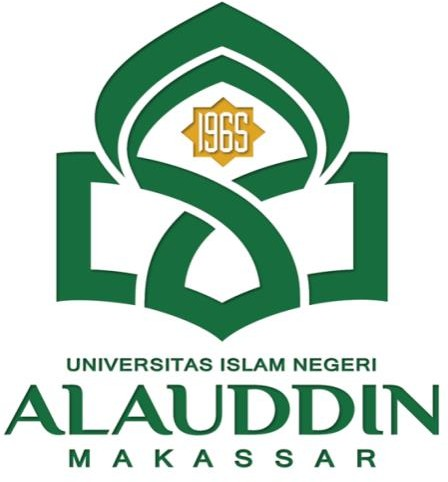 1965
UNIVERSITAS ISLAM NEGERI
ALAUDDIN
MAKASSAR